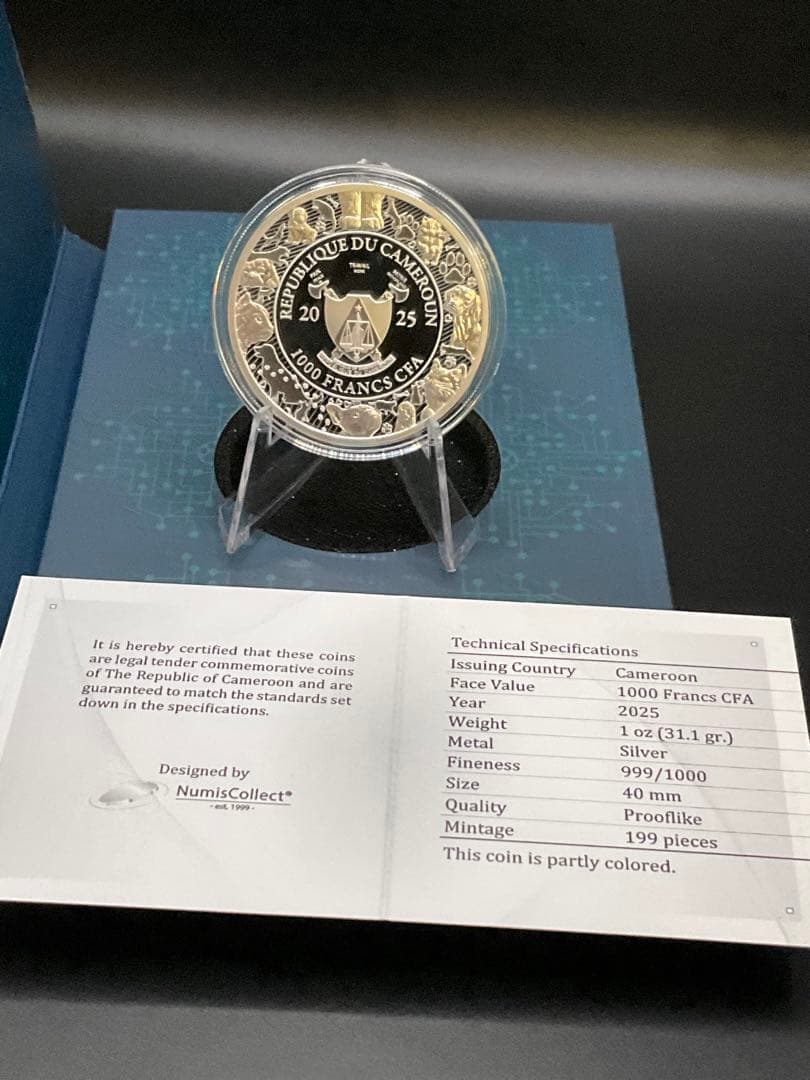 REPUBLIQUE DU CAMEROUN
20 25
1000 FRANCS CFA
It is hereby certified that these coins
are legal tender commemorative coins
of The Republic of Cameroon and are
guaranteed to match the standards set
down in the specifications.
Designed by
NumisCollect®
- est. 1999 -
Technical Specifications
Issuing Country Cameroon
Face Value 1000 Francs CFA
Year 2025
Weight 1 oz (31.1 gr.)
Metal Silver
Fineness 999/1000
Size 40 mm
Quality Prooflike
Mintage 199 pieces
This coin is partly colored.